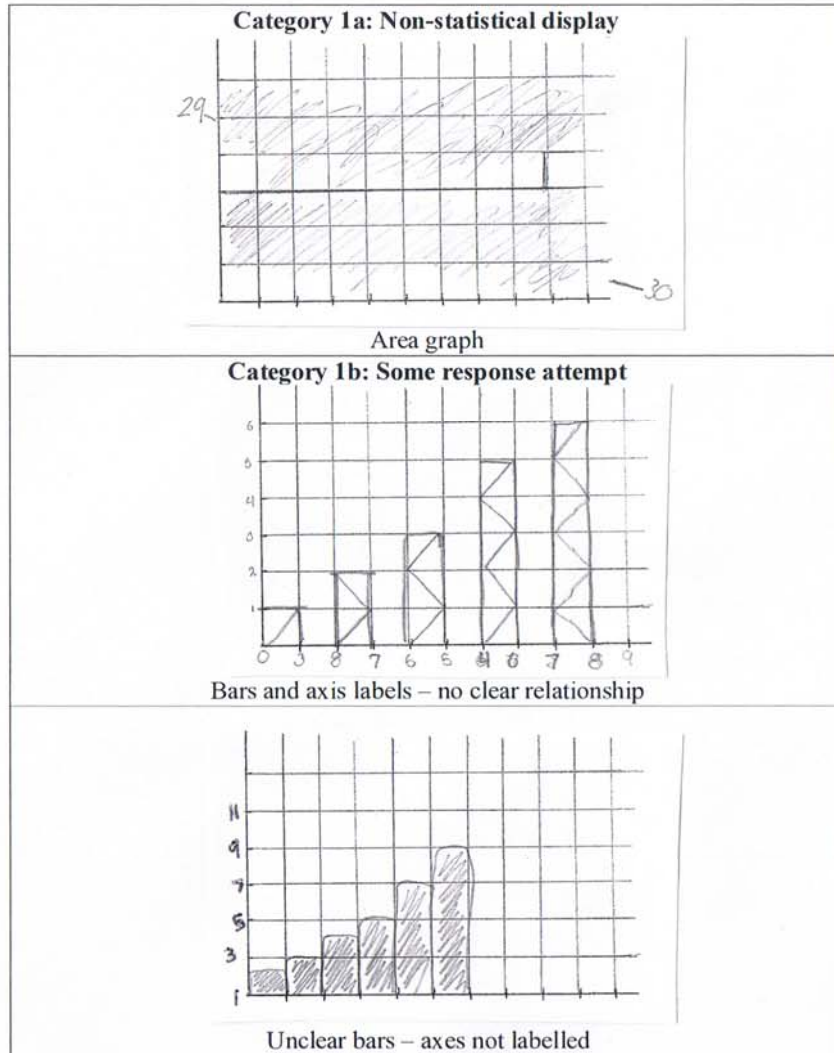 Category 1a: Non-statistical display
29
30
Area graph
Category 1b: Some response attempt
6
5
4
3
2
1
0 3 8 7 6 5 4 6 7 8 9
Bars and axis labels – no clear relationship
11
9
7
5
3
1
Unclear bars – axes not labelled